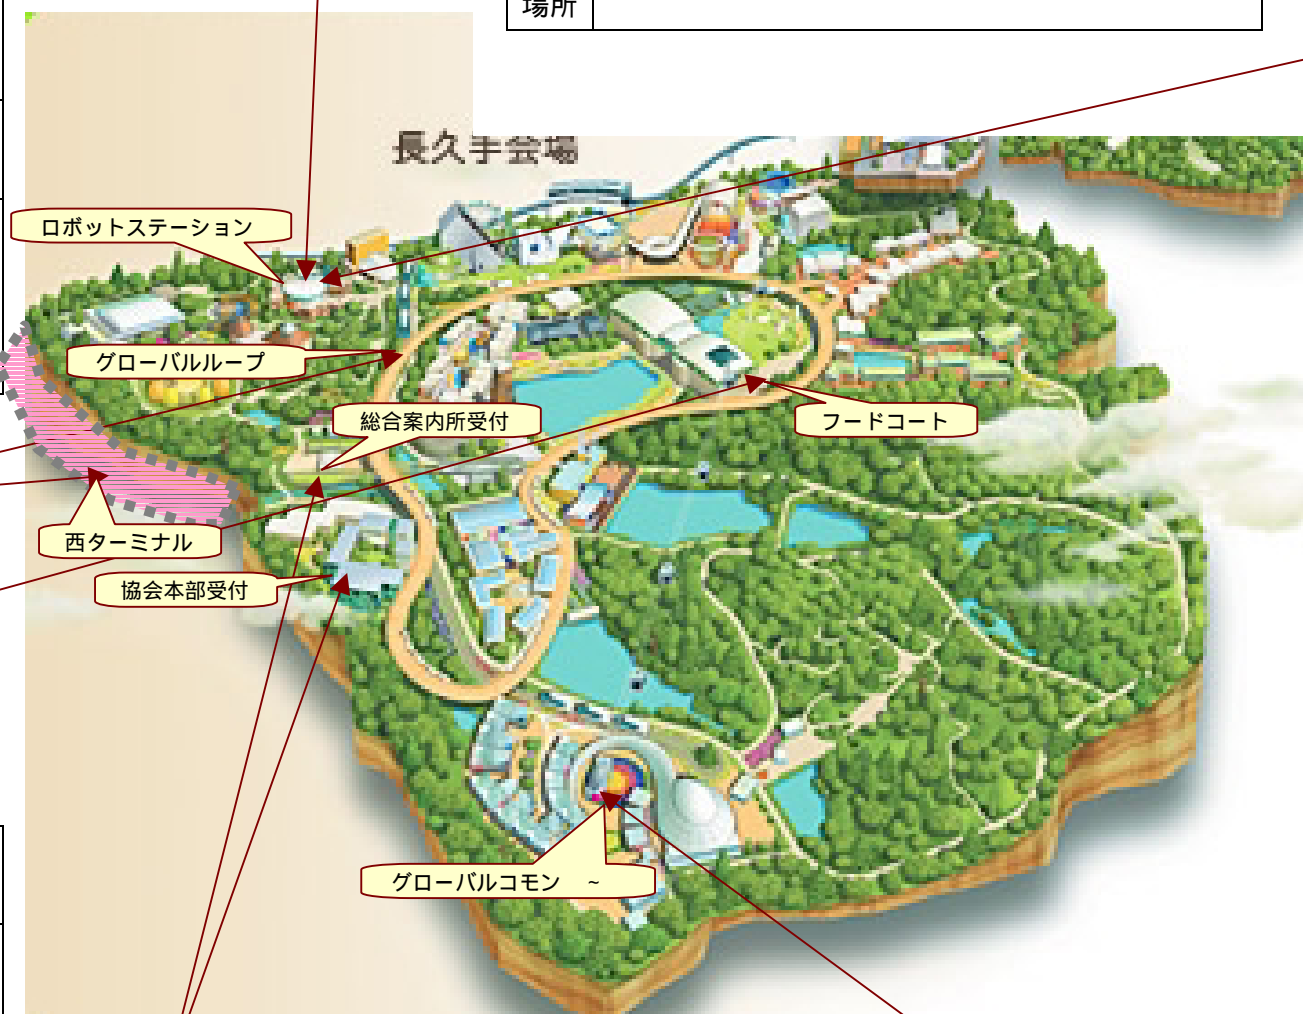 場所
長久手会場
ロボットステーション
グローバルループ
総合案内所受付
フードコート
西ターミナル
協会本部受付
グローバルコモン　~